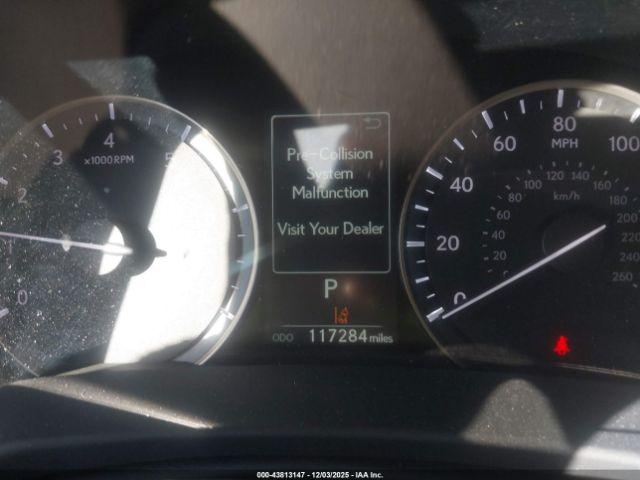 Pre-Collision
System
Malfunction
Visit Your Dealer
P
ODO 117284 miles
0
2
3
4
5
x1000RPM
0
20
40
60
80
100
MPH
km/h
20
40
60
80
100
120
140
160
180
200
220
240
260
000-43813147 - 12/03/2025 - IAA Inc.